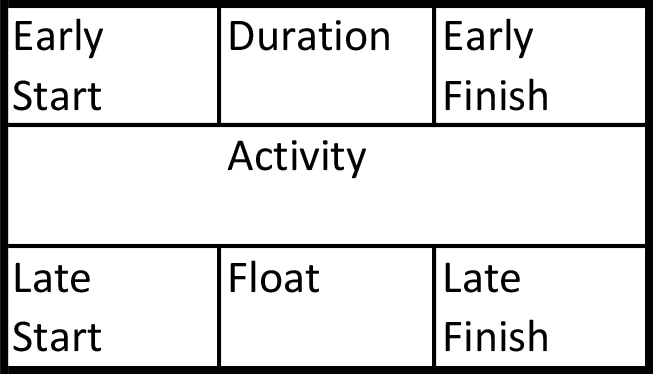 Early Start
Duration
Early Finish
Activity
Late Start
Float
Late Finish